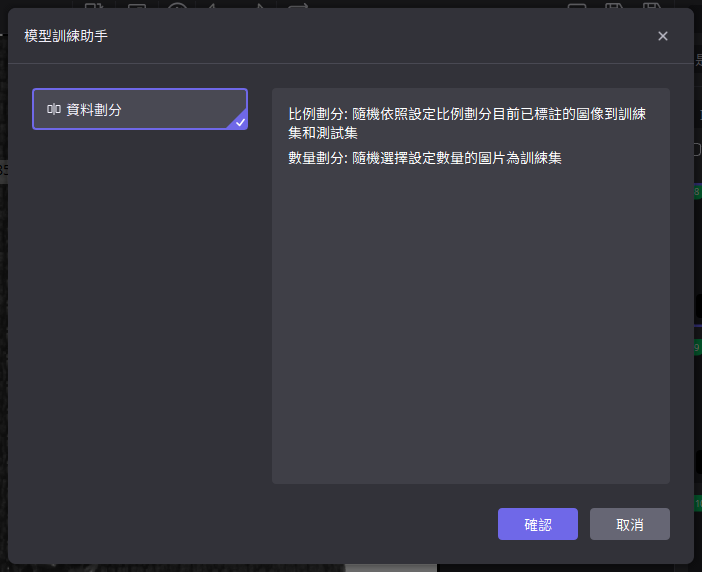 模型訓練助手
資料劃分
比例劃分: 隨機依照設定比例劃分目前已標註的圖像到訓練
集和測試集
數量劃分: 隨機選擇設定數量的圖片為訓練集
確認
取消